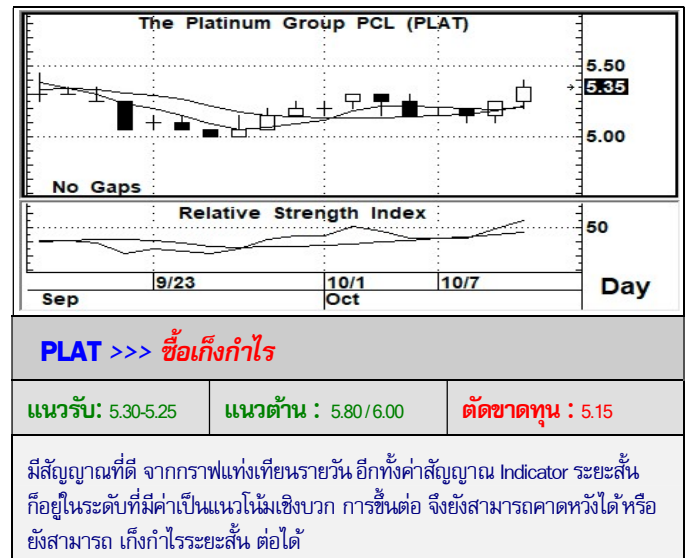 The Platinum Group PCL (PLAT)
5.50
5.35
5.00
No Gaps
Relative Strength Index
50
9/23 10/1 10/7
Sep Oct
Day
PLAT >>> ซื้อเก็งกำไร
แนวรับ: 5.30-5.25 แนวต้าน : 5.80/6.00 ตัดขาดทุน : 5.15
มีสัญญาณที่ดี จากกราฟแท่งเทียนรายวัน อีกทั้งค่าสัญญาณ Indicator ระยะสั้น
ก็อยู่ในระดับที่มีค่าเป็นแนวโน้มเชิงบวก การขึ้นต่อ จึงยังสามารถคาดหวังได้ หรือ
ยังสามารถ เก็งกำไรระยะสั้น ต่อได้